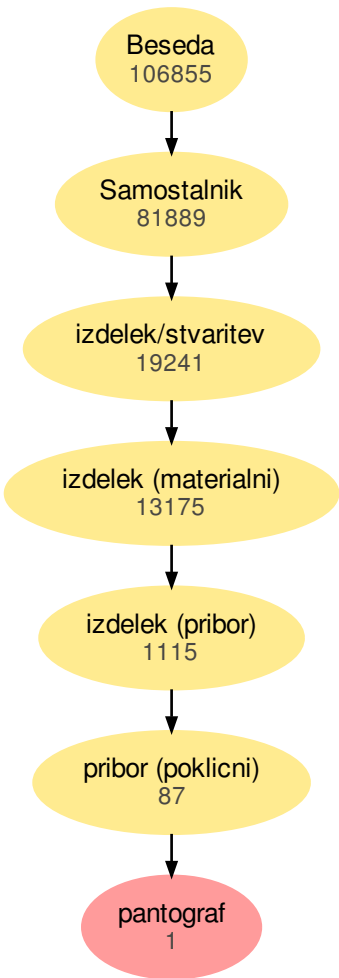 Beseda
106855
Samostalnik
81889
izdelek/stvaritev
19241
izdelek (materialni)
13175
izdelek (pribor)
1115
pribor (poklicni)
87
pantograf
1